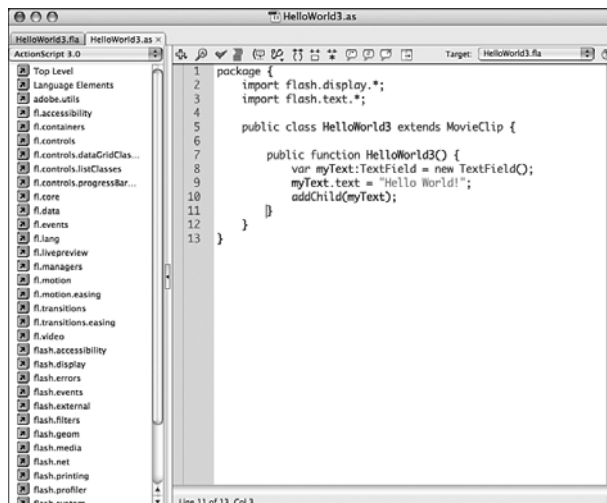 HelloWorld3.as
HelloWorld3.fla
HelloWorld3.as ×
ActionScript 3.0
Target: HelloWorld3.fla
Top Level
Language Elements
adobe.utils
fl.accessibility
fl.containers
fl.controls
fl.controls.dataGridClas...
fl.controls.listClasses
fl.controls.progressBar...
fl.core
fl.data
fl.events
fl.lang
fl.livepreview
fl.managers
fl.motion
fl.motion.easing
fl.transitions
fl.transitions.easing
fl.video
flash.accessibility
flash.display
flash.errors
flash.events
flash.external
flash.filters
flash.geom
flash.media
flash.net
flash.printing
flash.profiler
flash.system
1 package {
2 import flash.display.*;
3 import flash.text.*;
4
5 public class HelloWorld3 extends MovieClip {
6
7 public function HelloWorld3() {
8 var myText:TextField = new TextField();
9 myText.text = "Hello World!";
10 addChild(myText);
11 }
12 }
13 }
Line 11 of 13, Col 3